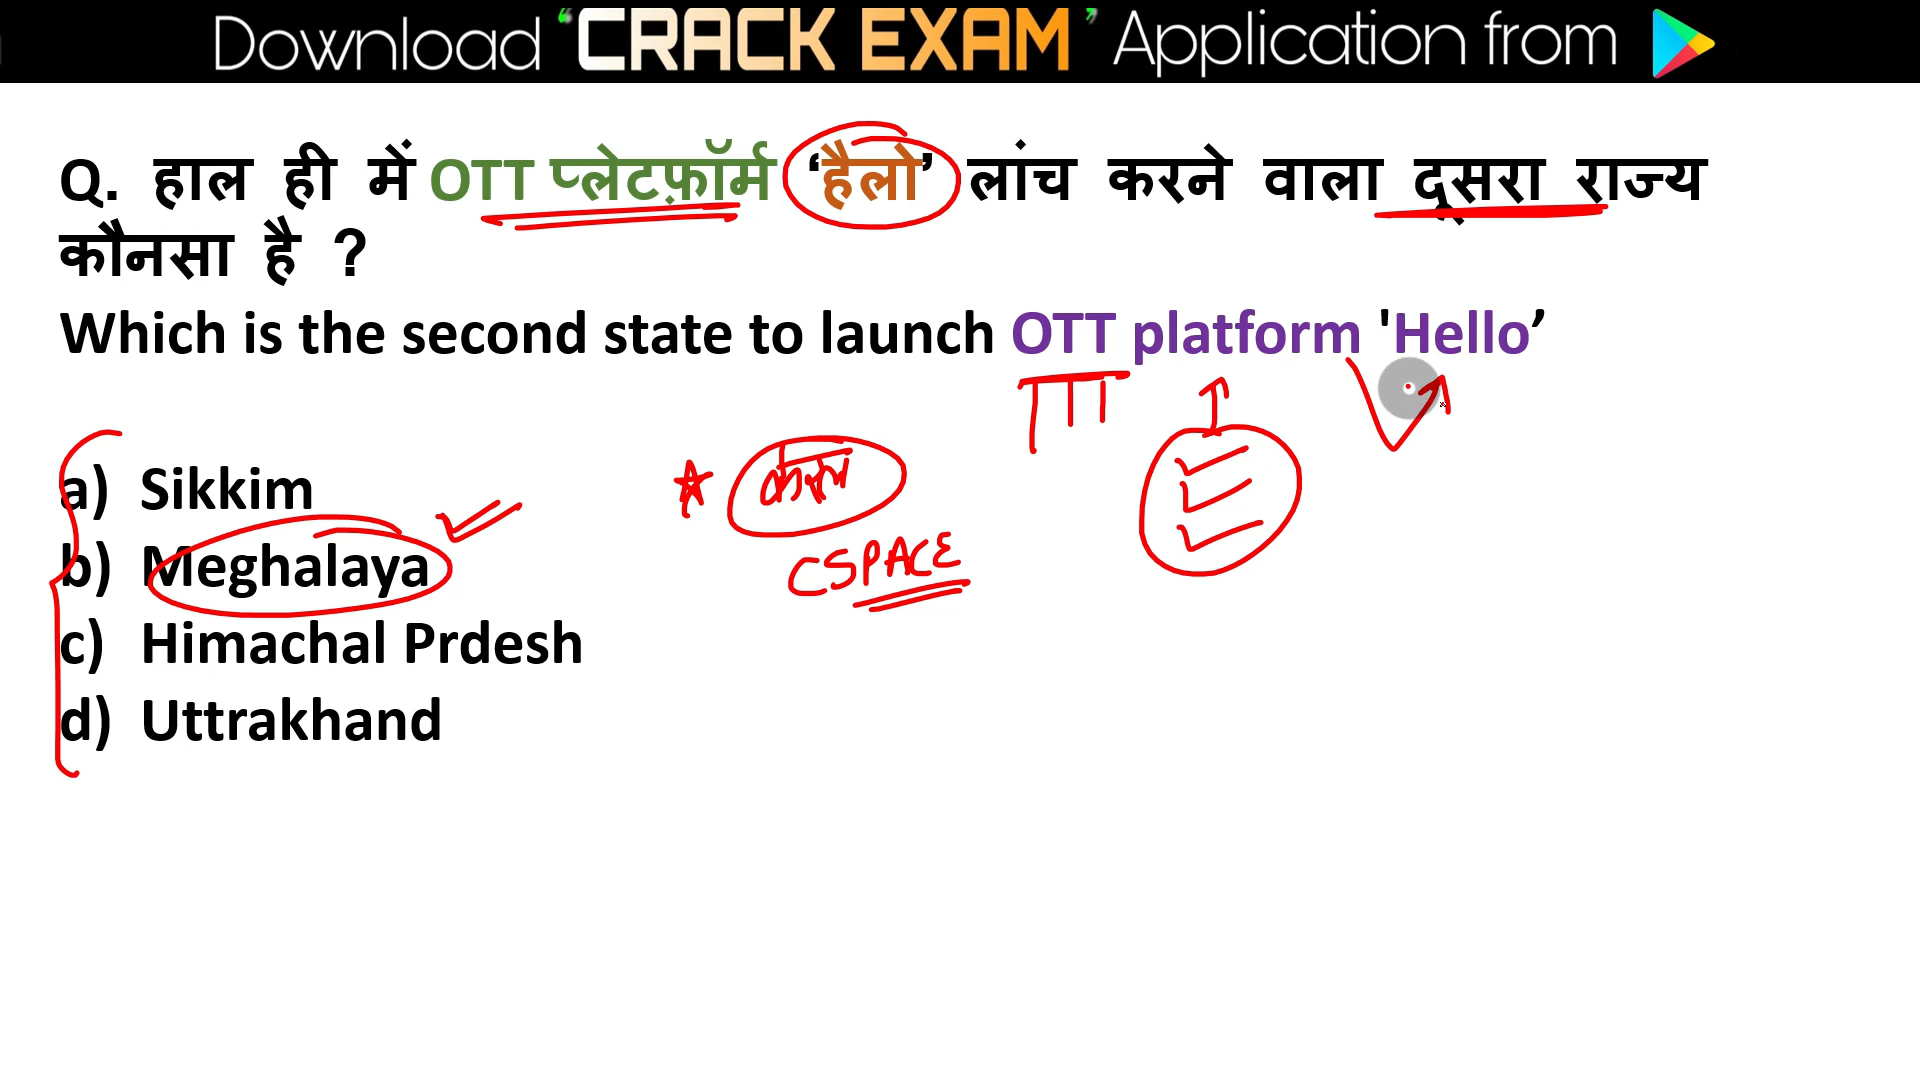 Download ‘CRACK EXAM’ Application from
Q. हाल ही में OTT प्लेटफ़ॉर्म ‘हैलो’ लांच करने वाला दूसरा राज्य
कौनसा है ?
Which is the second state to launch OTT platform 'Hello’
a) Sikkim
केरल
b) Meghalaya
CSPACE
c) Himachal Prdesh
d) Uttrakhand